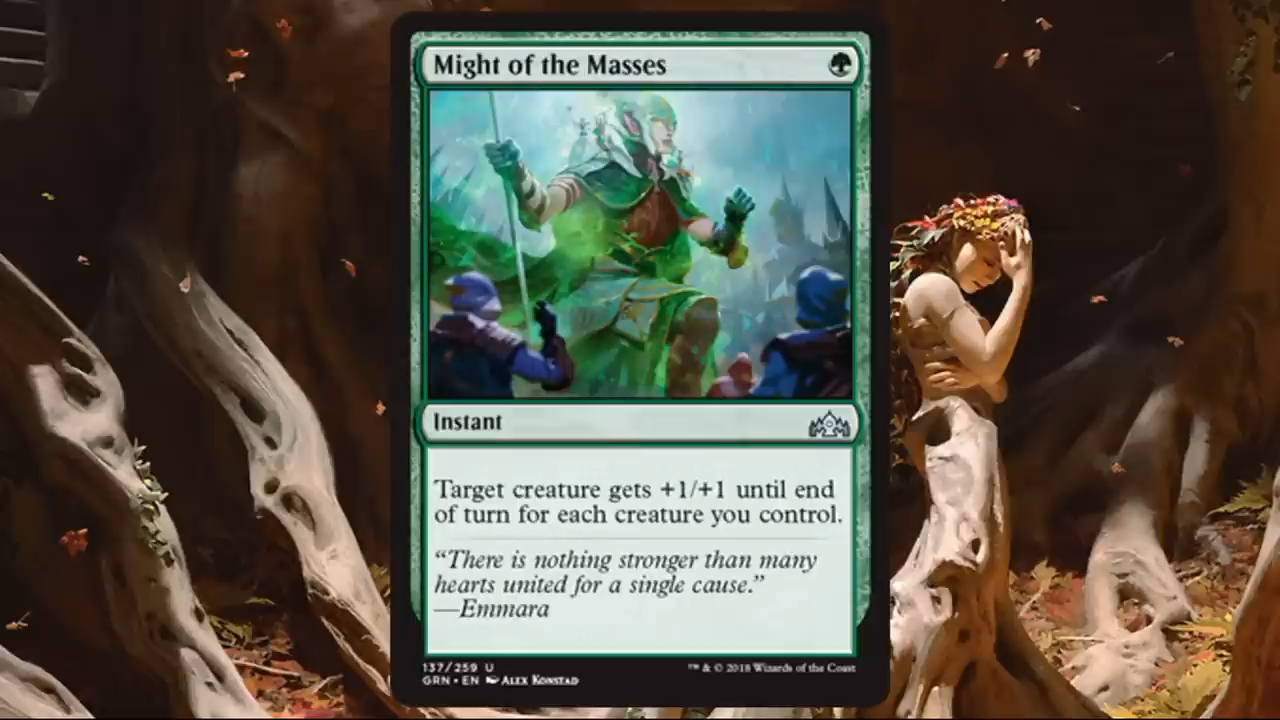 Might of the Masses
Instant
Target creature gets +1/+1 until end
of turn for each creature you control.
“There is nothing stronger than many
hearts united for a single cause.”
—Emmara
137/259 U
™ & © 2018 Wizards of the Coast
GRN • EN Alex Konstad